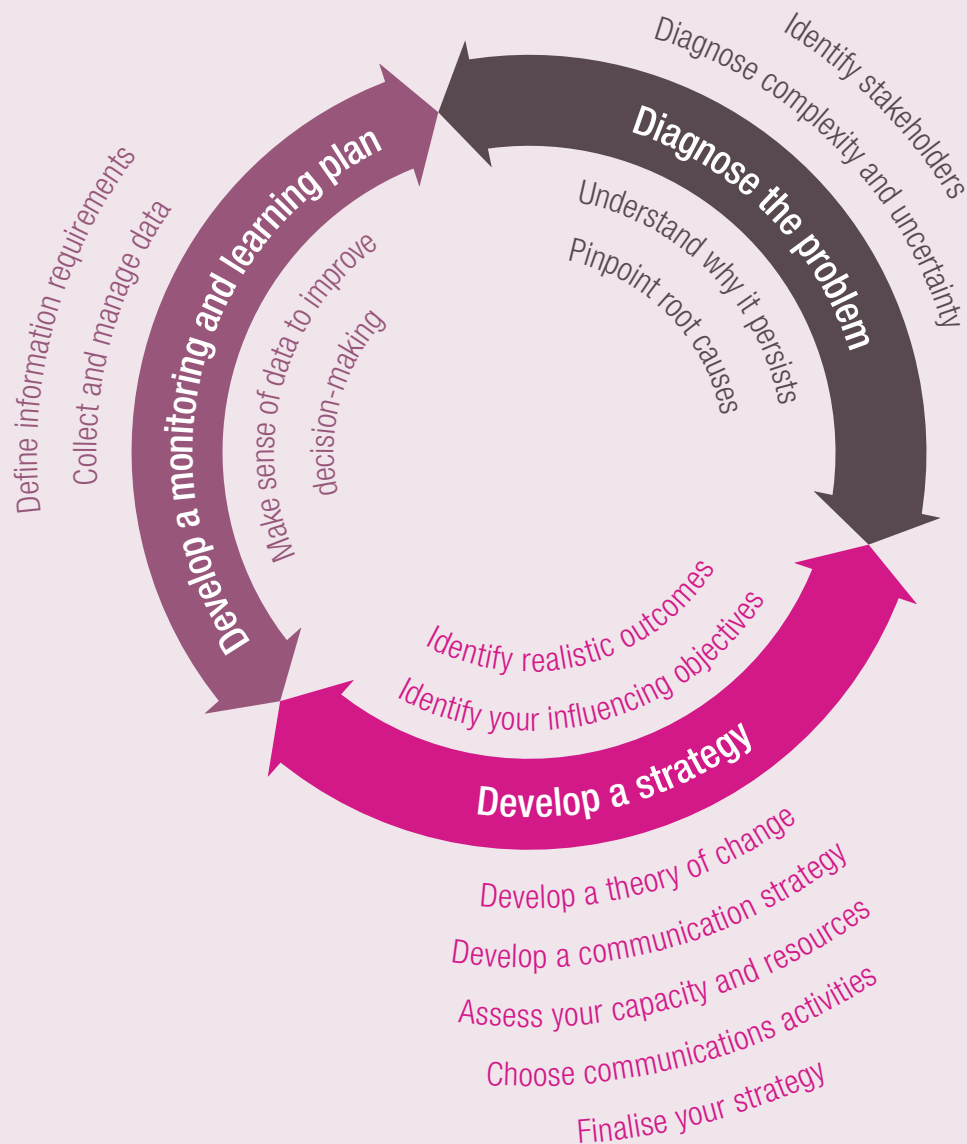 Diagnose the problem
Identify stakeholders
Diagnose complexity and uncertainty
Understand why it persists
Pinpoint root causes
Develop a strategy
Identify realistic outcomes
Identify your influencing objectives
Develop a theory of change
Develop a communication strategy
Assess your capacity and resources
Choose communications activities
Finalise your strategy
Develop a monitoring and learning plan
Define information requirements
Collect and manage data
Make sense of data to improve
decision-making